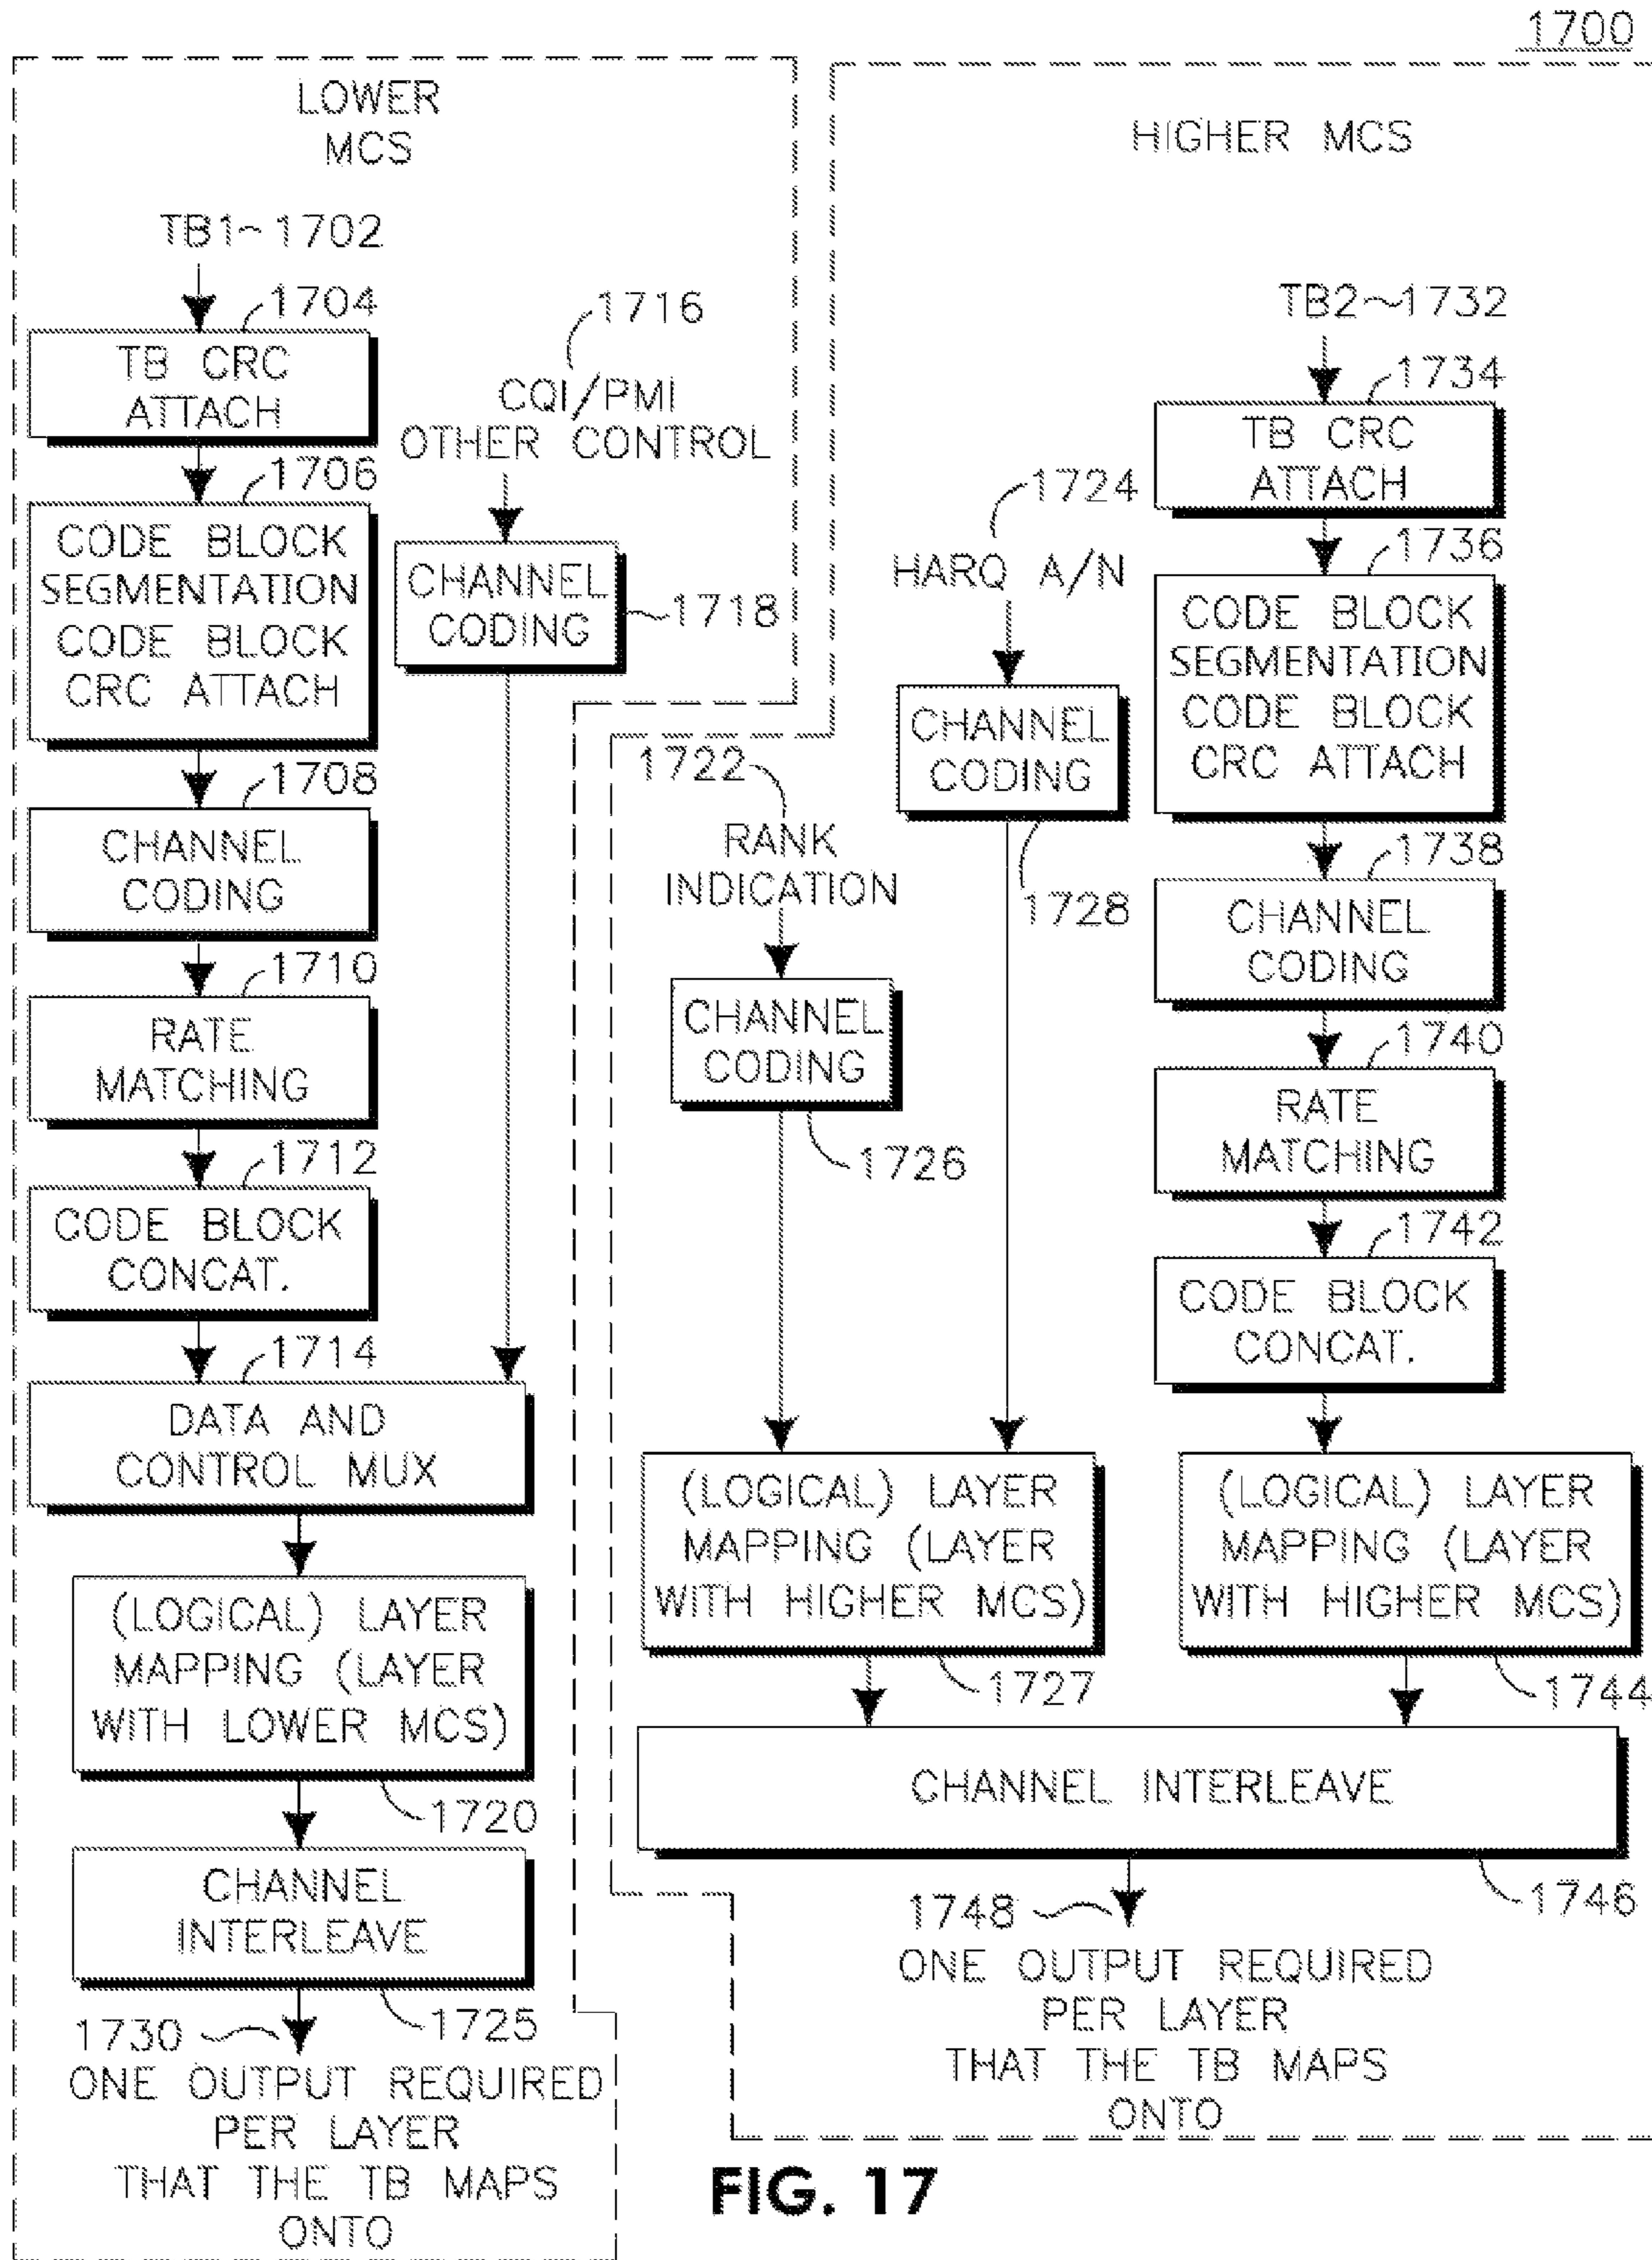 1700
LOWER
MCS
TB1~1702
1704
TB CRC
ATTACH
1706
CODE BLOCK
SEGMENTATION
CODE BLOCK
CRC ATTACH
1708
CHANNEL
CODING
1710
RATE
MATCHING
1712
CODE BLOCK
CONCAT.
1714
DATA AND
CONTROL MUX
1716
CQI/PMI
OTHER CONTROL
CHANNEL
CODING
1718
(LOGICAL) LAYER
MAPPING (LAYER
WITH LOWER MCS)
1720
CHANNEL
INTERLEAVE
1725
1730
ONE OUTPUT REQUIRED
PER LAYER
THAT THE TB MAPS
ONTO
HIGHER MCS
1722
RANK
INDICATION
CHANNEL
CODING
1726
1724
HARQ A/N
CHANNEL
CODING
1728
(LOGICAL) LAYER
MAPPING (LAYER
WITH HIGHER MCS)
1727
TB2~1732
1734
TB CRC
ATTACH
1736
CODE BLOCK
SEGMENTATION
CODE BLOCK
CRC ATTACH
1738
CHANNEL
CODING
1740
RATE
MATCHING
1742
CODE BLOCK
CONCAT.
(LOGICAL) LAYER
MAPPING (LAYER
WITH HIGHER MCS)
1744
CHANNEL INTERLEAVE
1746
1748
ONE OUTPUT REQUIRED
PER LAYER
THAT THE TB MAPS
ONTO
FIG. 17